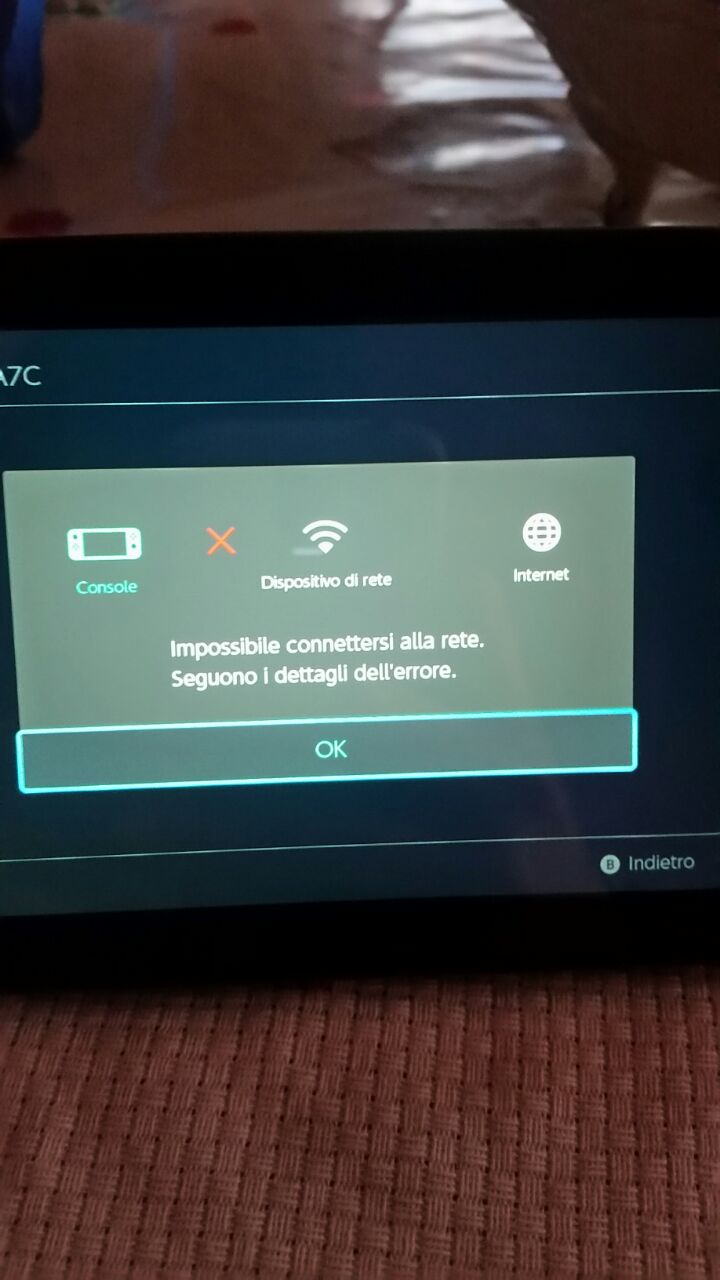 A7C
Console
Dispositivo di rete
Internet
Impossibile connettersi alla rete.
Seguono i dettagli dell'errore.
OK
B Indietro